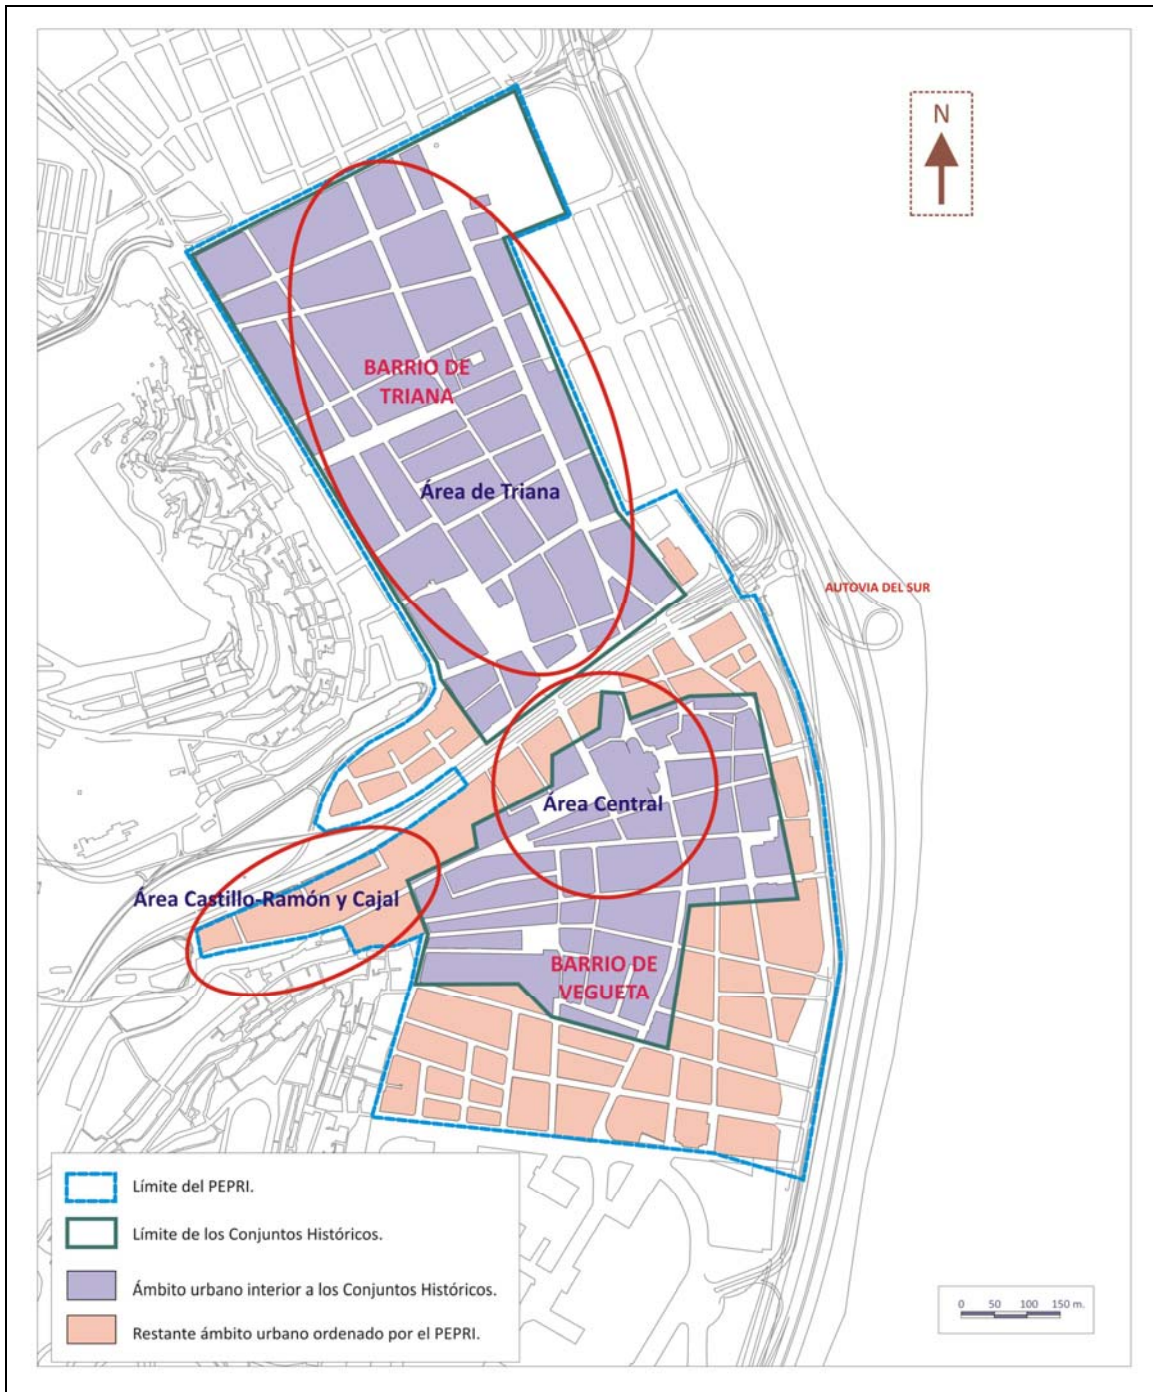 N
BARRIO DE
TRIANA
Área de Triana
AUTOVIA DEL SUR
Área Central
Área Castillo-Ramón y Cajal
BARRIO DE
VEGUETA
Límite del PEPRI.
Límite de los Conjuntos Históricos.
Ámbito urbano interior a los Conjuntos Históricos.
Restante ámbito urbano ordenado por el PEPRI.
0 50 100 150 m.